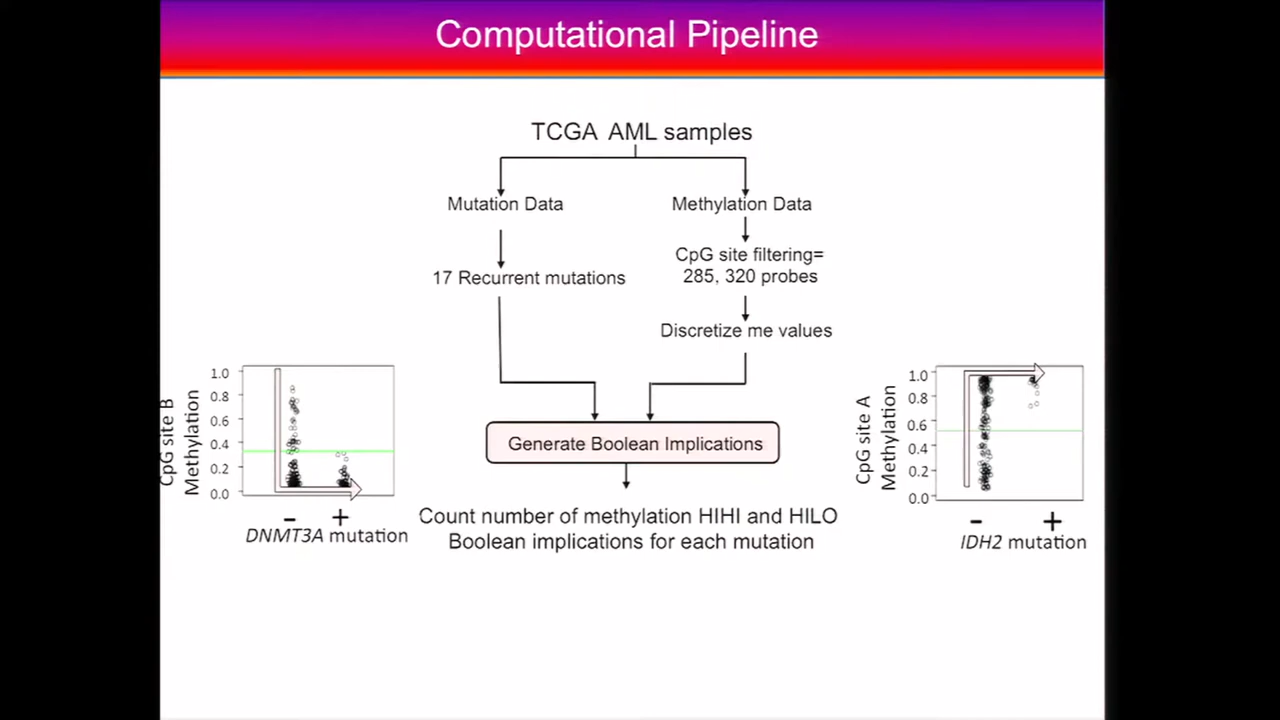 Computational Pipeline
TCGA AML samples
Mutation Data
Methylation Data
CpG site filtering=
285, 320 probes
17 Recurrent mutations
Discretize me values
Generate Boolean Implications
Count number of methylation HIHI and HILO
Boolean implications for each mutation
CpG site B
Methylation
1.0
0.8
0.6
0.4
0.2
0.0
- +
DNMT3A mutation
CpG site A
Methylation
1.0
0.8
0.6
0.4
0.2
0.0
- +
IDH2 mutation